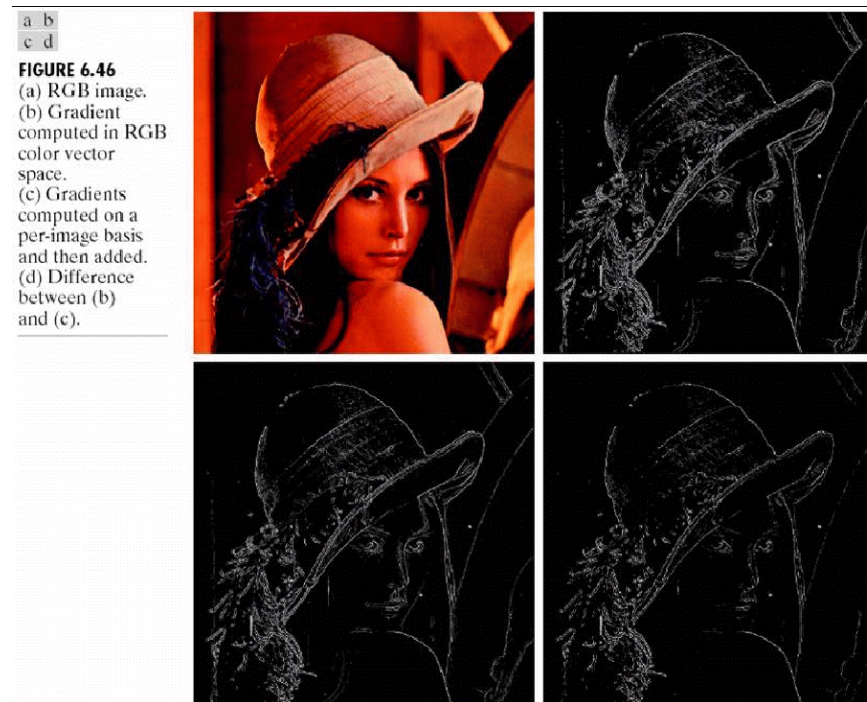 a b
c d
FIGURE 6.46
(a) RGB image.
(b) Gradient
computed in RGB
color vector
space.
(c) Gradients
computed on a
per-image basis
and then added.
(d) Difference
between (b)
and (c).